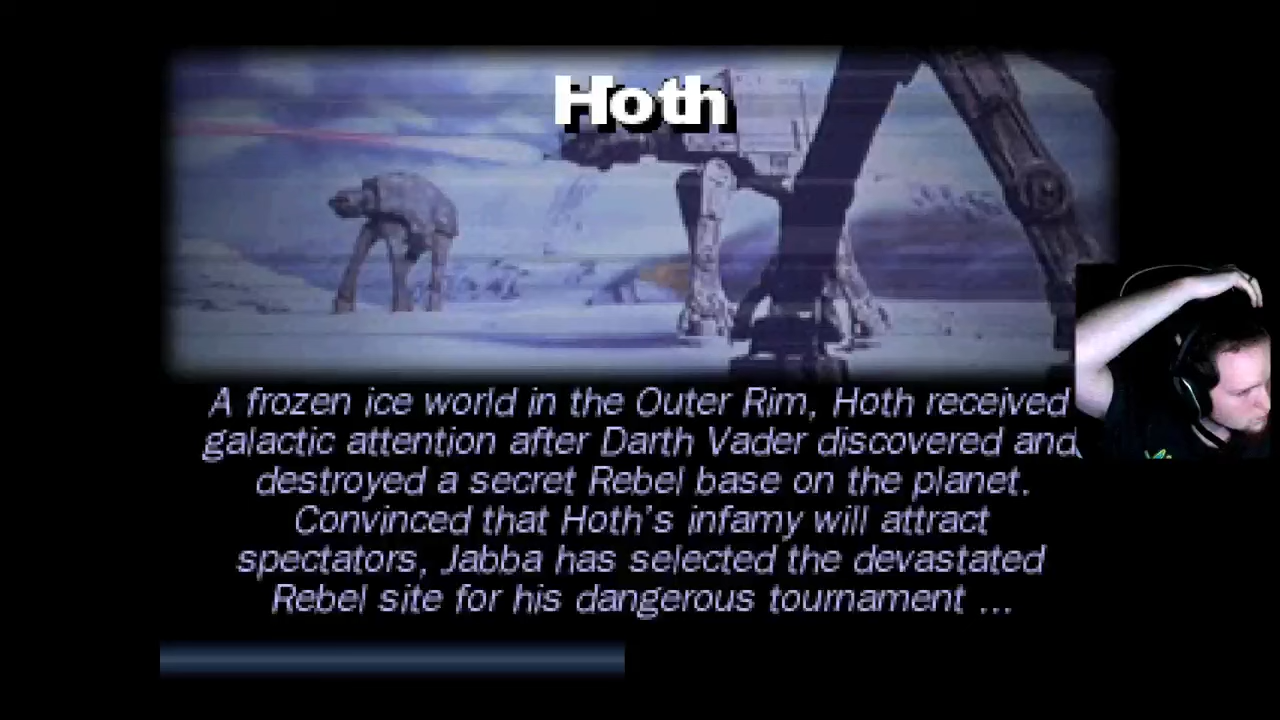 Hoth
A frozen ice world in the Outer Rim, Hoth received
galactic attention after Darth Vader discovered and
destroyed a secret Rebel base on the planet.
Convinced that Hoth's infamy will attract
spectators, Jabba has selected the devastated
Rebel site for his dangerous tournament ...